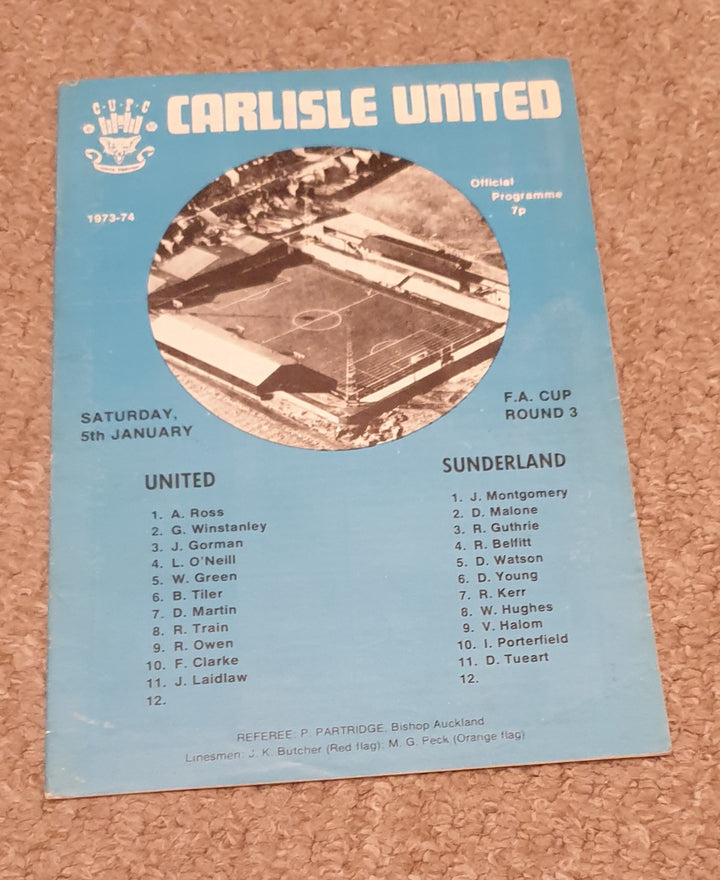 C·U·F·C
CARLISLE UNITED
1973-74
Official
Programme
7p
SATURDAY,
5th JANUARY
F.A. CUP
ROUND 3
UNITED
1. A. Ross
2. G. Winstanley
3. J. Gorman
4. L. O'Neill
5. W. Green
6. B. Tiler
7. D. Martin
8. R. Train
9. R. Owen
10. F. Clarke
11. J. Laidlaw
12.
SUNDERLAND
1. J. Montgomery
2. D. Malone
3. R. Guthrie
4. R. Belfitt
5. D. Watson
6. D. Young
7. R. Kerr
8. W. Hughes
9. V. Halom
10. I. Porterfield
11. D. Tueart
12.
REFEREE: P. PARTRIDGE, Bishop Auckland
Linesmen: J. K. Butcher (Red flag); M. G. Peck (Orange flag)